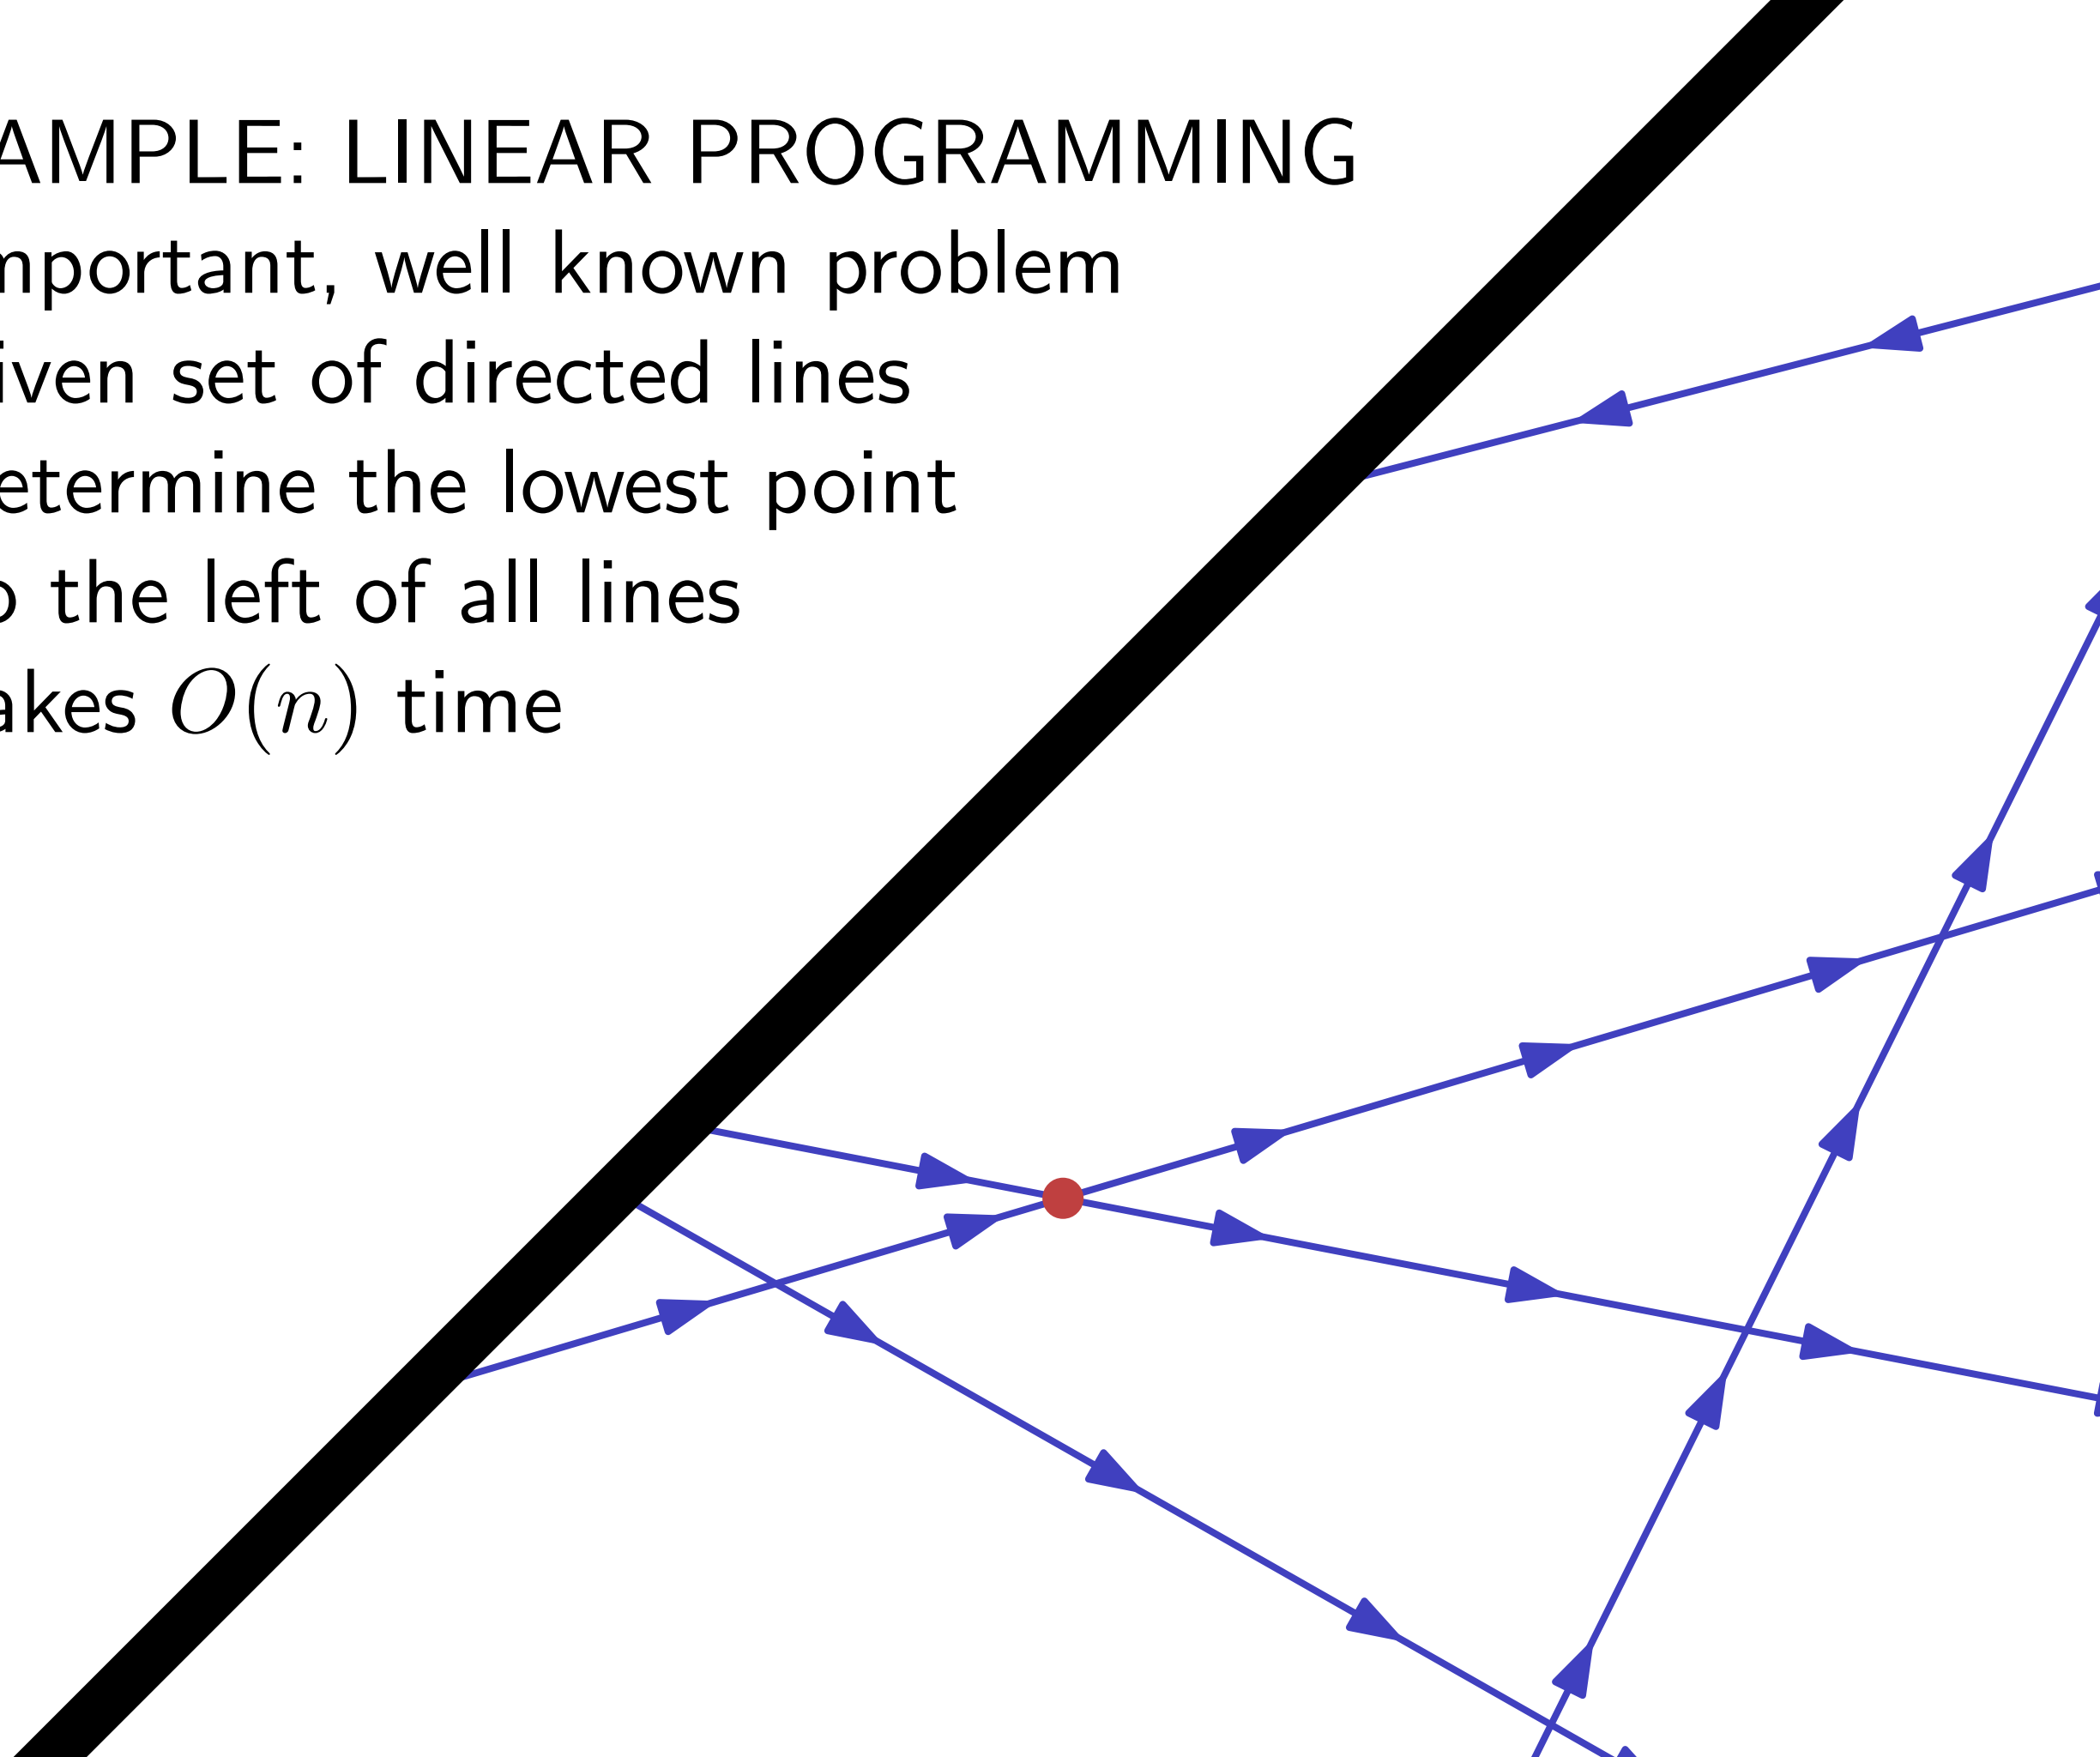 AMPLE: LINEAR PROGRAMMING
mportant, well known problem
iven set of directed lines
etermine the lowest point
o the left of all lines
akes O(n) time